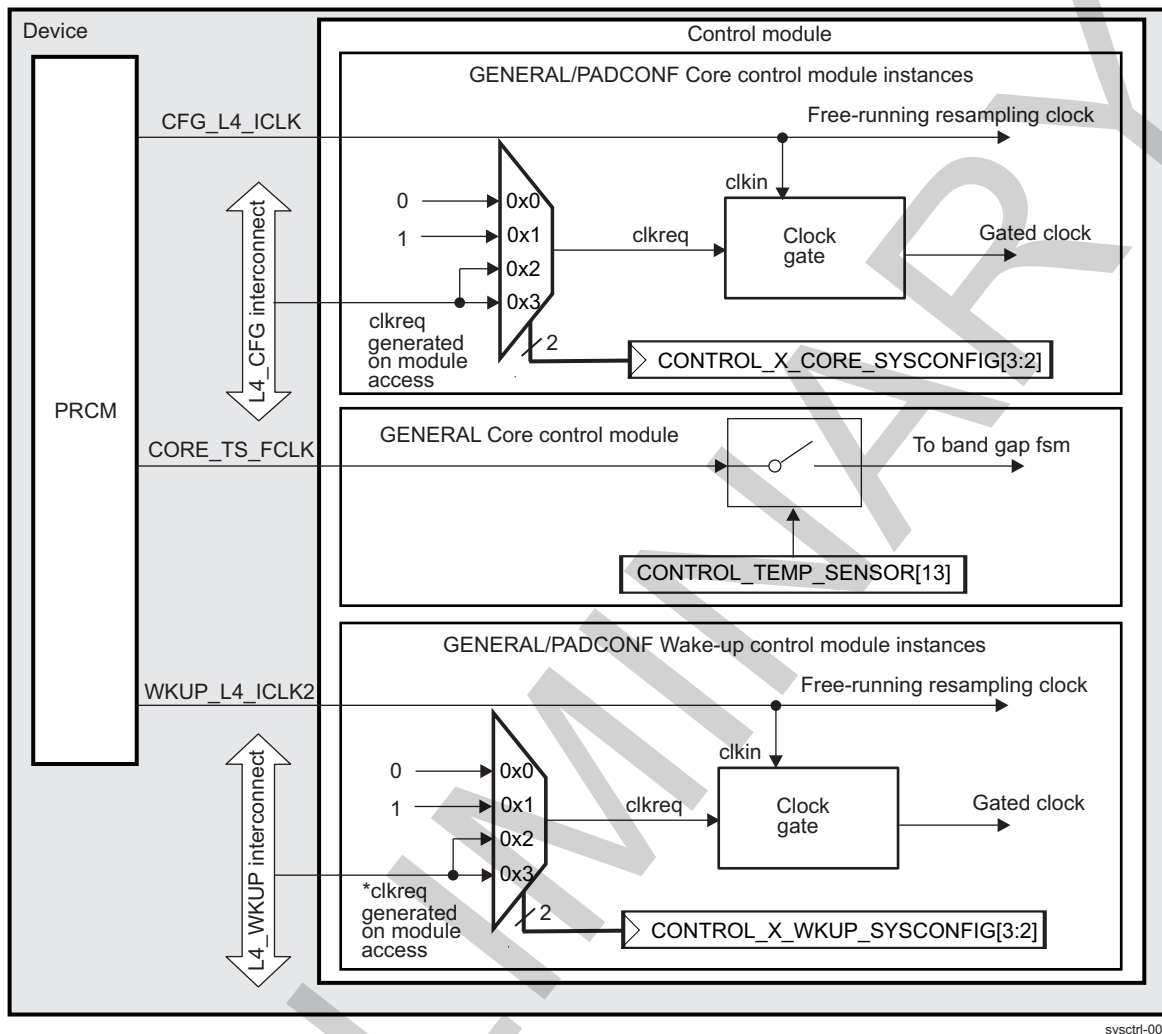 Device
Control module
GENERAL/PADCONF Core control module instances
CFG_L4_ICLK
Free-running resampling clock
clkin
L4_CFG interconnect
0
1
0x0
0x1
0x2
0x3
clkreq
Clock
gate
Gated clock
clkreq
generated
on module
access
2
CONTROL_X_CORE_SYSCONFIG[3:2]
PRCM
GENERAL Core control module
CORE_TS_FCLK
To band gap fsm
CONTROL_TEMP_SENSOR[13]
GENERAL/PADCONF Wake-up control module instances
WKUP_L4_ICLK2
Free-running resampling clock
clkin
L4_WKUP interconnect
0
1
0x0
0x1
0x2
0x3
clkreq
Clock
gate
Gated clock
*clkreq
generated
on module
access
2
CONTROL_X_WKUP_SYSCONFIG[3:2]
LIMINARY
svsctrl-00